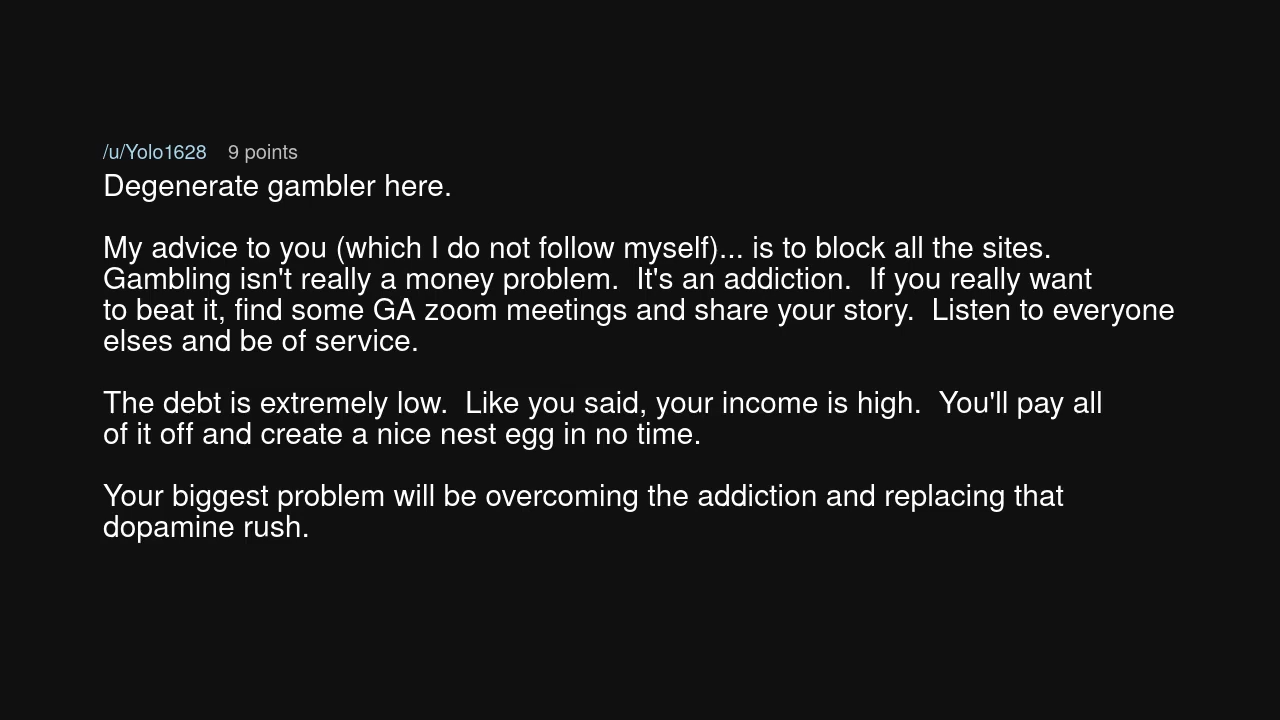 /u/Yolo1628 9 points
Degenerate gambler here.
My advice to you (which I do not follow myself)... is to block all the sites.
Gambling isn't really a money problem.  It's an addiction.  If you really want
to beat it, find some GA zoom meetings and share your story.  Listen to everyone
elses and be of service.
The debt is extremely low.  Like you said, your income is high.  You'll pay all
of it off and create a nice nest egg in no time.
Your biggest problem will be overcoming the addiction and replacing that
dopamine rush.